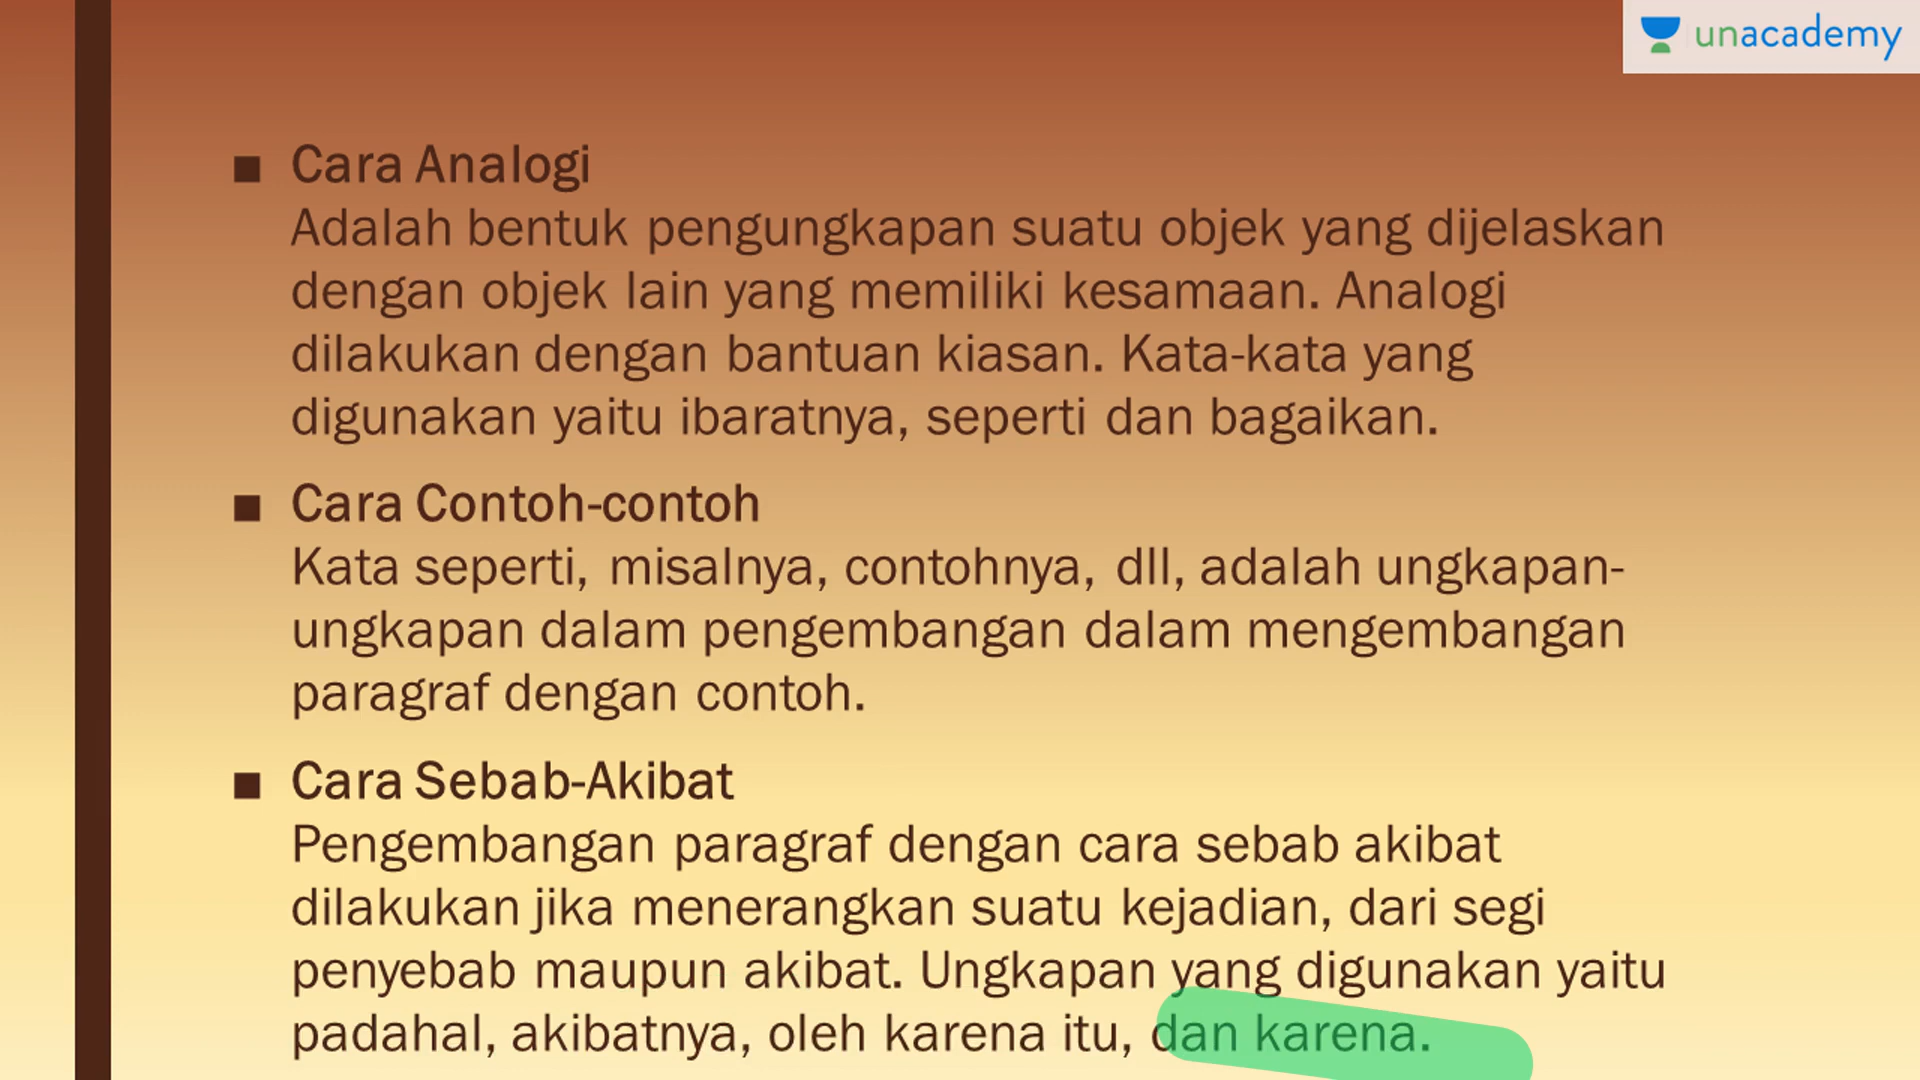 unacademy
■ Cara Analogi
Adalah bentuk pengungkapan suatu objek yang dijelaskan
dengan objek lain yang memiliki kesamaan. Analogi
dilakukan dengan bantuan kiasan. Kata-kata yang
digunakan yaitu ibaratnya, seperti dan bagaikan.
■ Cara Contoh-contoh
Kata seperti, misalnya, contohnya, dll, adalah ungkapan-
ungkapan dalam pengembangan dalam mengembangan
paragraf dengan contoh.
■ Cara Sebab-Akibat
Pengembangan paragraf dengan cara sebab akibat
dilakukan jika menerangkan suatu kejadian, dari segi
penyebab maupun akibat. Ungkapan yang digunakan yaitu
padahal, akibatnya, oleh karena itu, dan karena.